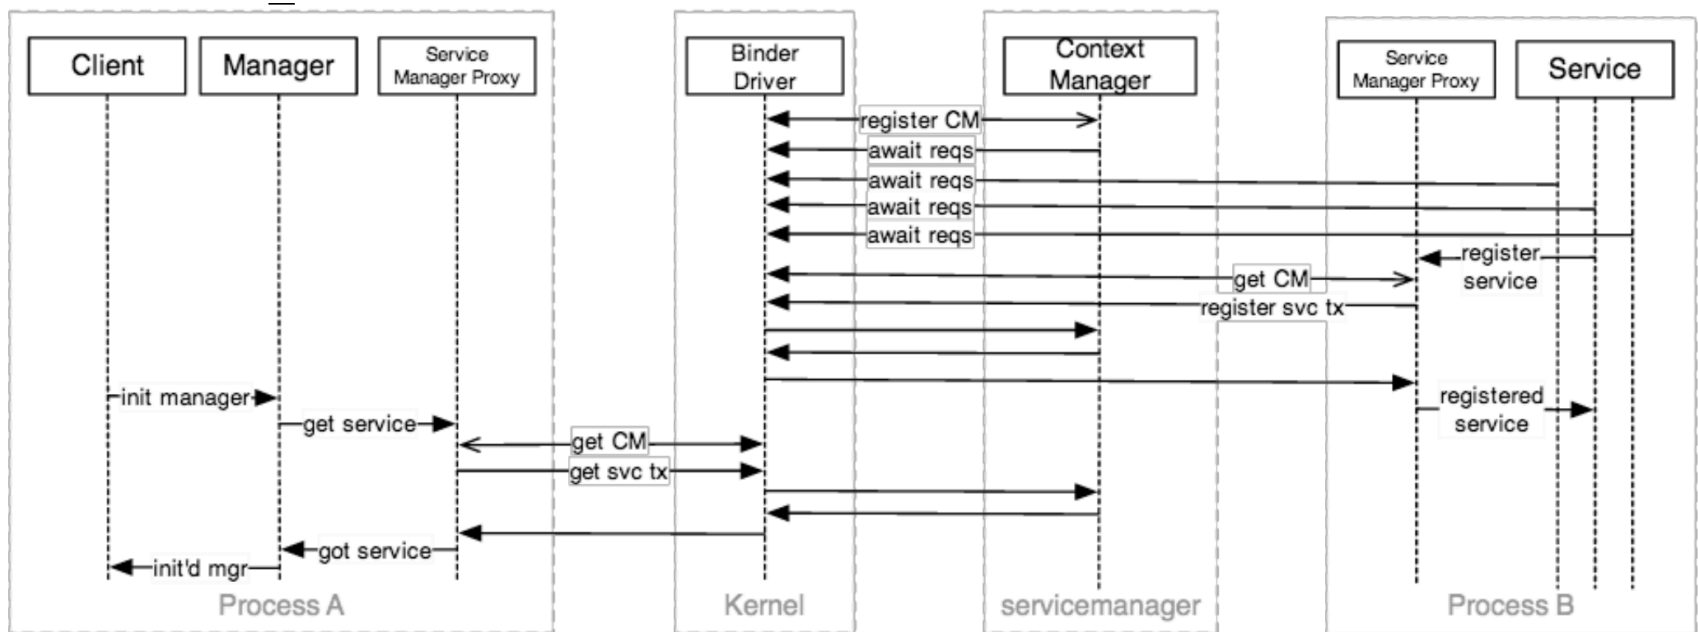 Client
Manager
Service
Manager Proxy
Binder
Driver
Context
Manager
Service
Manager Proxy
Service
register CM
await reqs
await reqs
await reqs
await reqs
register
service
get CM
register svc tx
init manager
registered
service
get service
get CM
get svc tx
got service
init'd mgr
Process A
Kernel
servicemanager
Process B